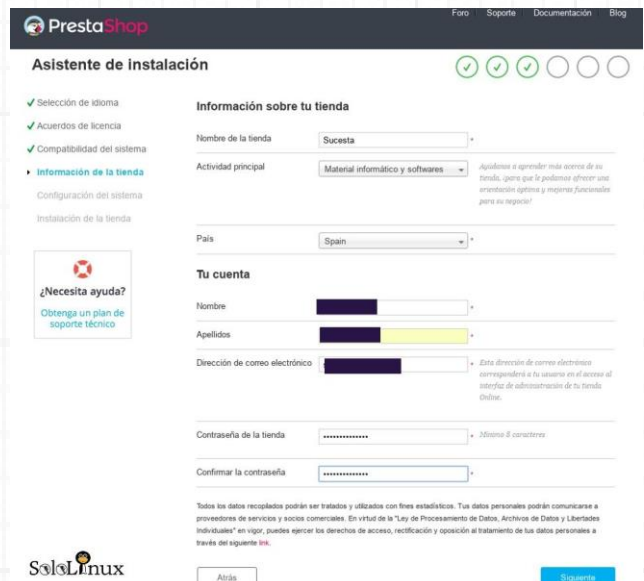 Foro Soporte Documentación Blog
PrestaShop
Asistente de instalación
✓ Selección de idioma
✓ Acuerdos de licencia
✓ Compatibilidad del sistema
Información de la tienda
Configuración del sistema
Instalación de la tienda
¿Necesita ayuda?
Obtenga un plan de
soporte técnico
Información sobre tu tienda
Nombre de la tienda Sucesta *
Actividad principal Material informático y softwares Ayúdanos a aprender más acerca de su
tienda, ¡para que le podamos ofrecer una
orientación óptima y mejores funcionales
para su negocio!
País Spain *
Tu cuenta
Nombre *
Apellidos *
Dirección de correo electrónico * Esta dirección de correo electrónico
corresponderá a tu usuario en el acceso al
interfaz de administración de tu tienda
Online.
Contraseña de la tienda •••••••••••••• * Mínimo 8 caracteres
Confirmar la contraseña •••••••••••••• *
Todos los datos recopilados podrán ser tratados y utilizados con fines estadísticos. Tus datos personales podrán comunicarse a
proveedores de servicios y socios comerciales. En virtud de la "Ley de Procesamiento de Datos, Archivos de Datos y Libertades
Individuales" en vigor, puedes ejercer los derechos de acceso, rectificación y oposición al tratamiento de tus datos personales a
través del siguiente link.
Atrás Siguiente
SoloLinux